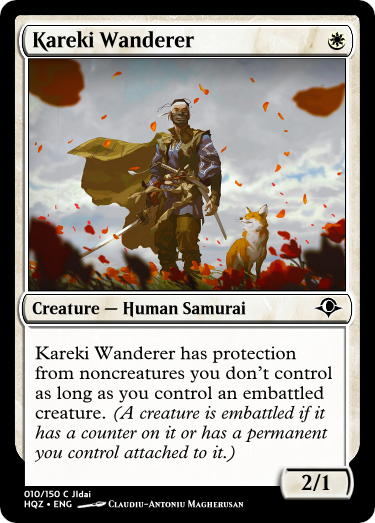 Kareki Wanderer
Creature — Human Samurai
Kareki Wanderer has protection
from noncreatures you don't control
as long as you control an embattled
creature. (A creature is embattled if it
has a counter on it or has a permanent
you control attached to it.)
2/1
010/150 C JIdai
HQZ • ENG Claudiu-Antoniu Magherusan